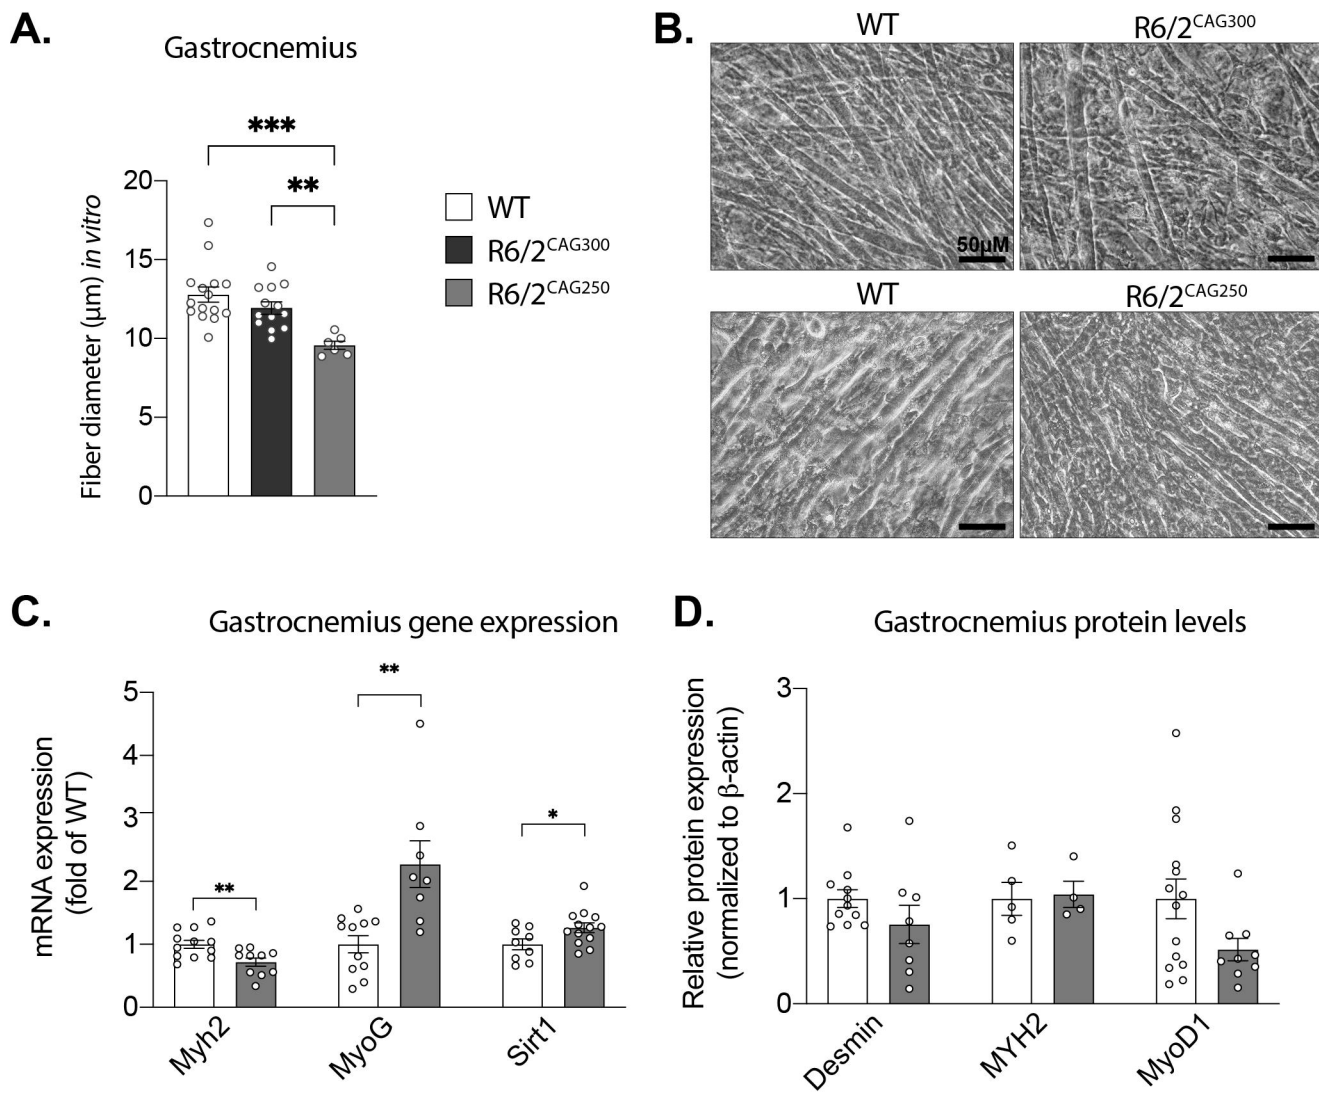 A.
Gastrocnemius
***
**
20
15
10
5
0
Fiber diameter (μm) in vitro
WT
R6/2CAG300
R6/2CAG250
B.
WT
R6/2CAG300
50μM
WT
R6/2CAG250
C.
Gastrocnemius gene expression
mRNA expression
(fold of WT)
5
4
3
2
1
0
**
**
*
Myh2
MyoG
Sirt1
D.
Gastrocnemius protein levels
Relative protein expression
(normalized to β-actin)
3
2
1
0
Desmin
MYH2
MyoD1